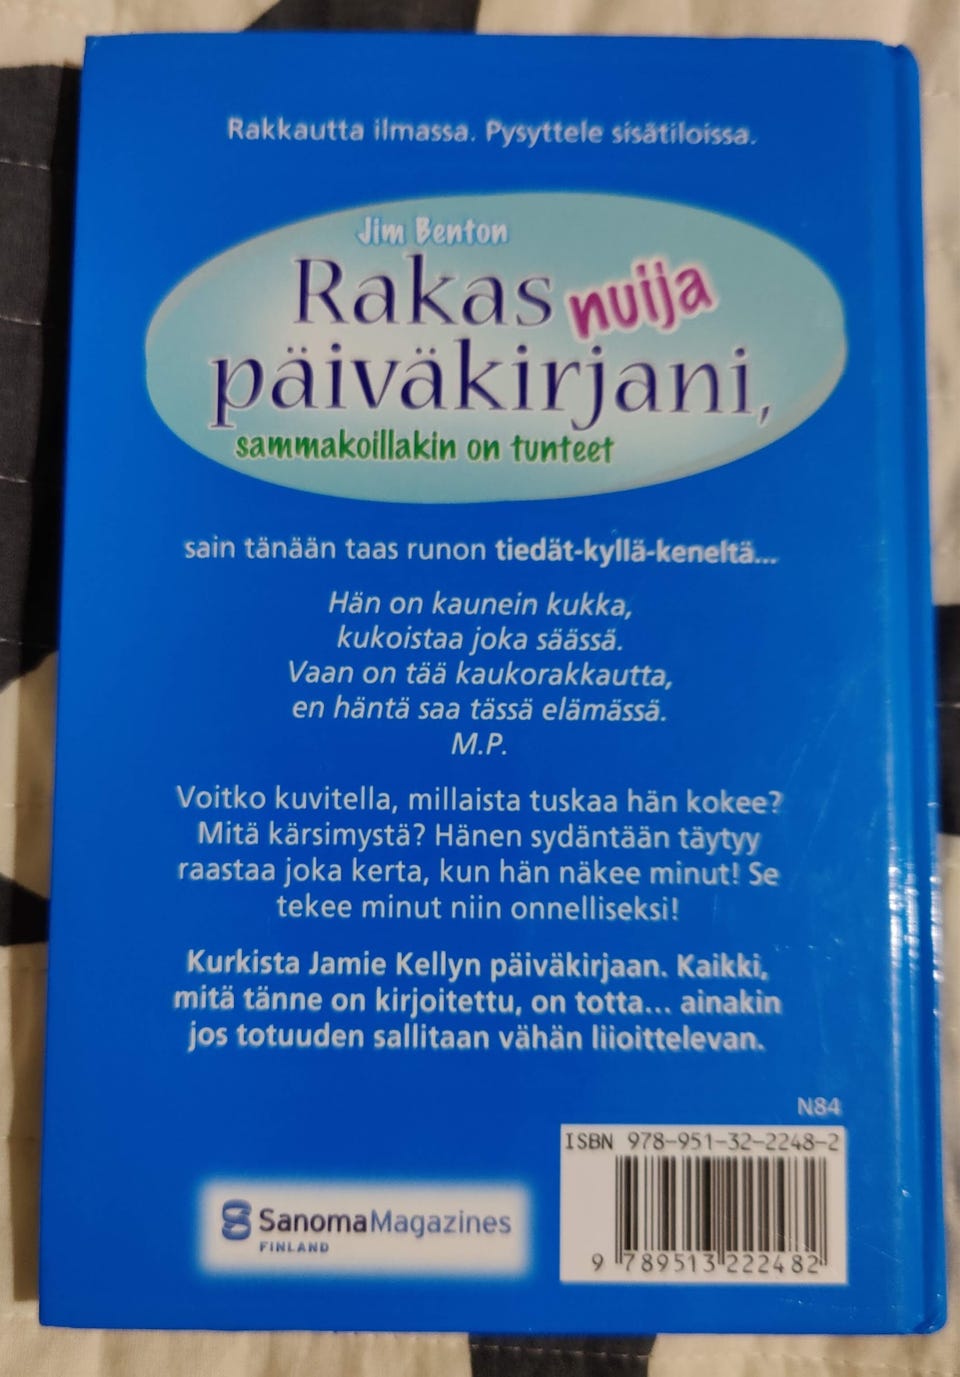 Rakkautta ilmassa. Pysyttele sisätiloissa.
Jim Benton
Rakas nuija
päiväkirjani,
sammakoillakin on tunteet
sain tänään taas runon tiedät-kyllä-keneltä...
Hän on kaunein kukka,
kukoistaa joka säässä.
Vaan on tää kaukorakkautta,
en häntä saa tässä elämässä.
M.P.
Voitko kuvitella, millaista tuskaa hän kokee?
Mitä kärsimystä? Hänen sydäntään täytyy
raastaa joka kerta, kun hän näkee minut! Se
tekee minut niin onnelliseksi!
Kurkista Jamie Kellyn päiväkirjaan. Kaikki,
mitä tänne on kirjoitettu, on totta... ainakin
jos totuuden sallitaan vähän liioittelevan.
N84
ISBN 978-951-32-2248-2
9 789513 222482
SanomaMagazines
FINLAND